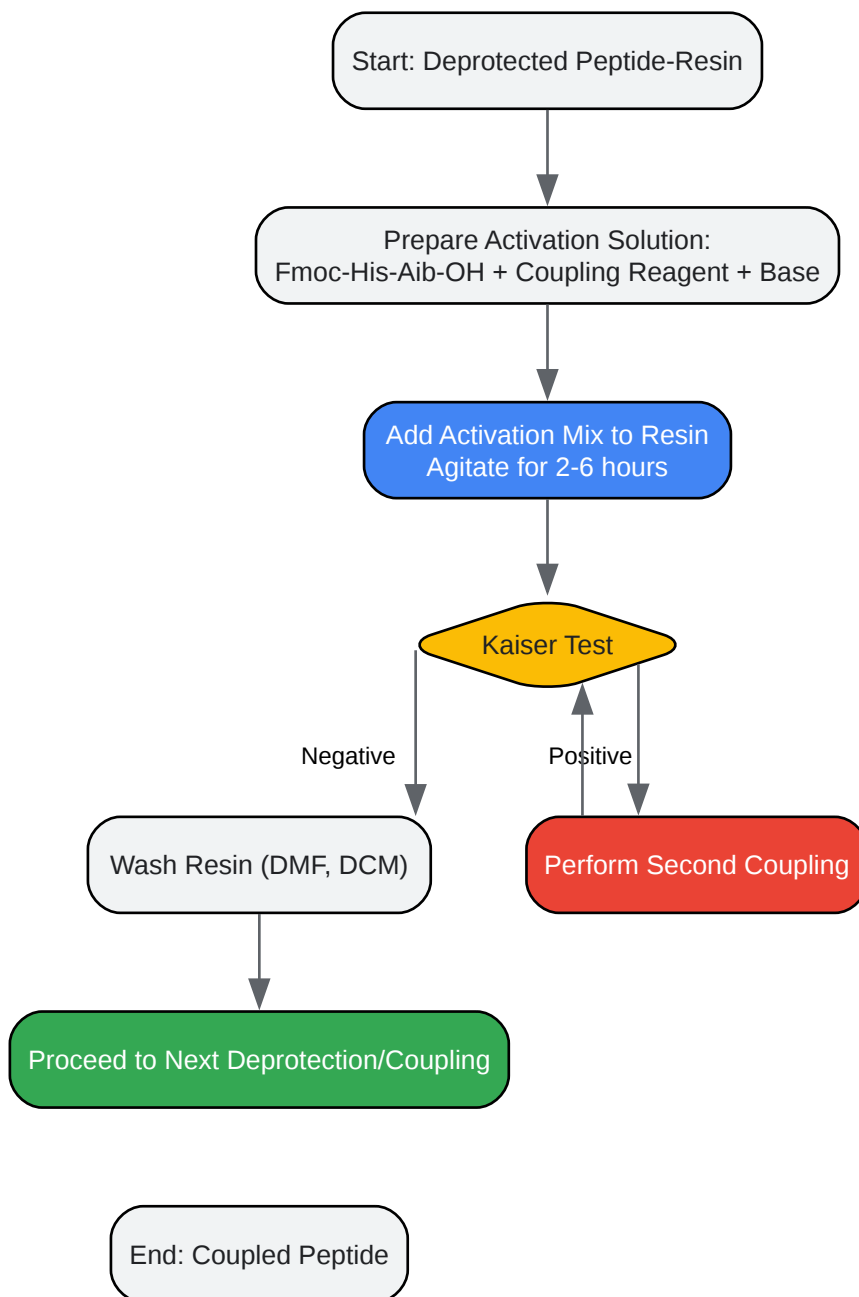 Start: Deprotected Peptide-Resin
Prepare Activation Solution:
Fmoc-His-Aib-OH + Coupling Reagent + Base
Add Activation Mix to Resin
Agitate for 2-6 hours
Kaiser Test
Negative
Positive
Wash Resin (DMF, DCM)
Perform Second Coupling
Proceed to Next Deprotection/Coupling
End: Coupled Peptide